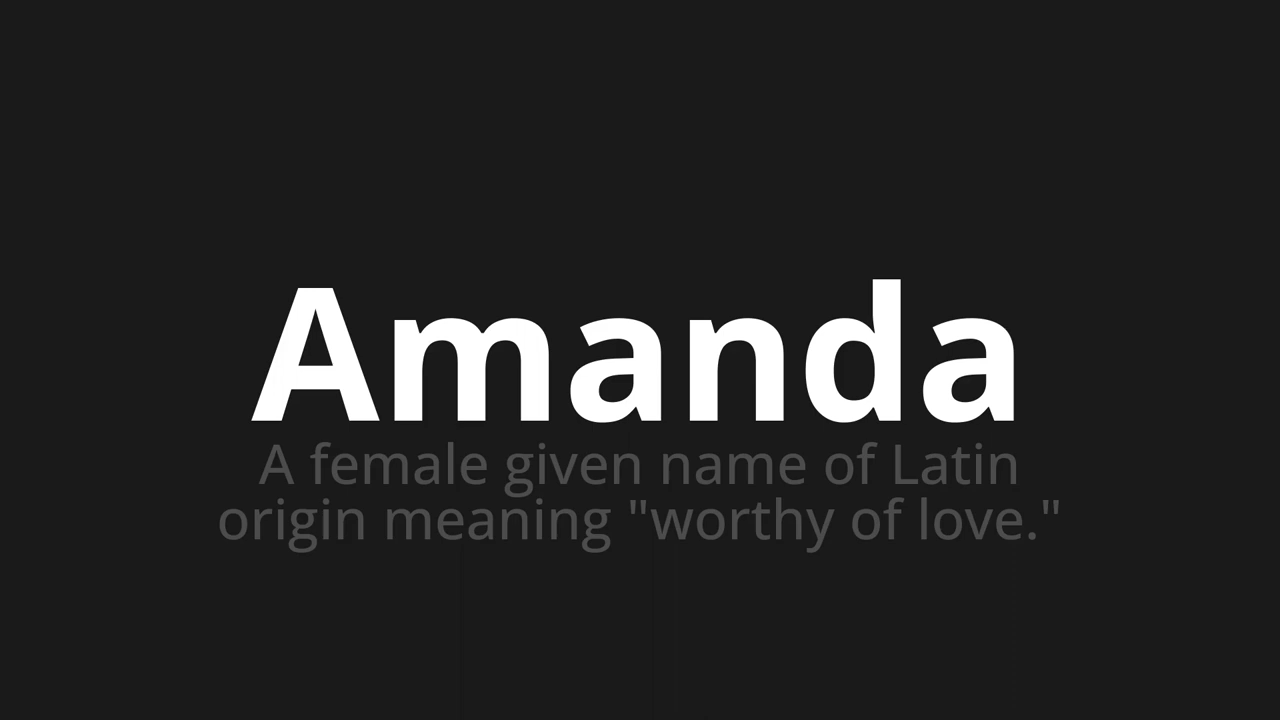 Amanda
A female given name of Latin
origin meaning "worthy of love."